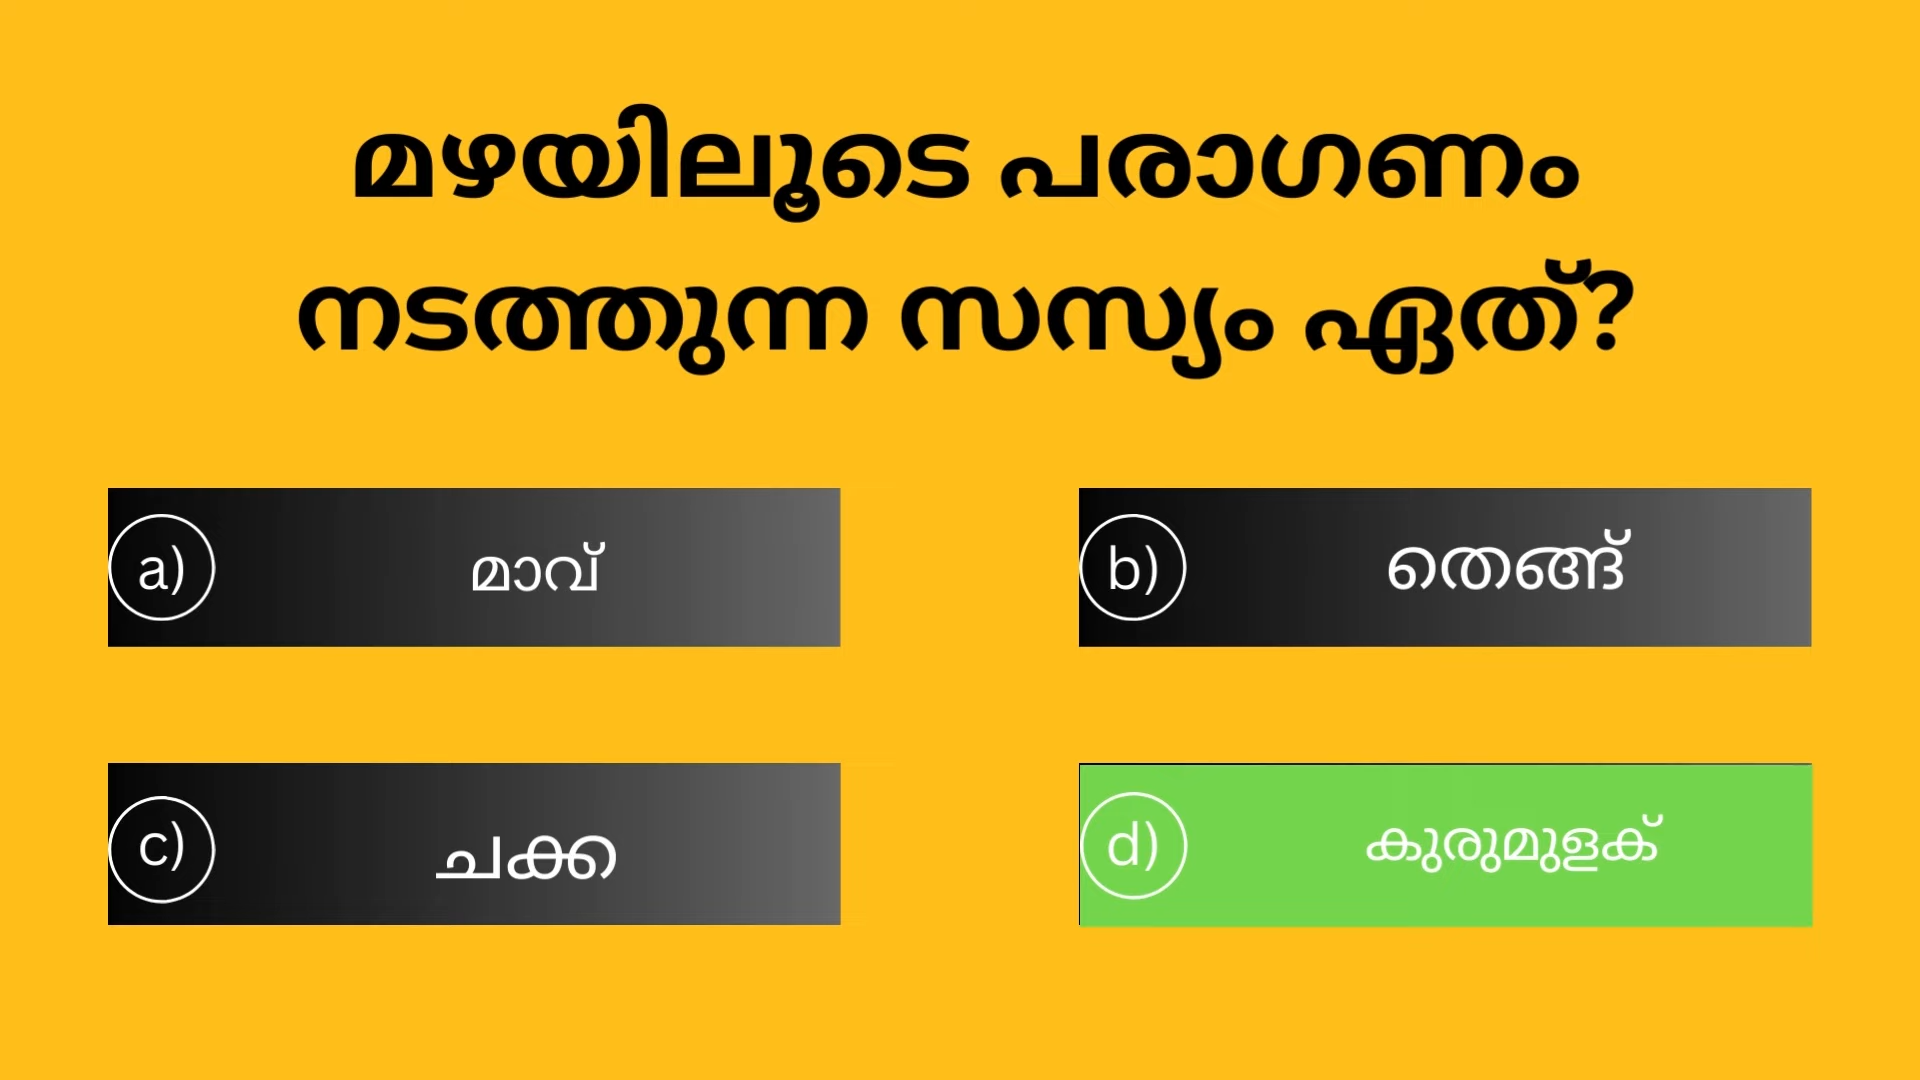 മഴയിലൂടെ പരാഗണം
നടത്തുന്ന സസ്യം ഏത്?
a) മാവ്
b) തെങ്ങ്
c) ചക്ക
d) കുരുമുളക്